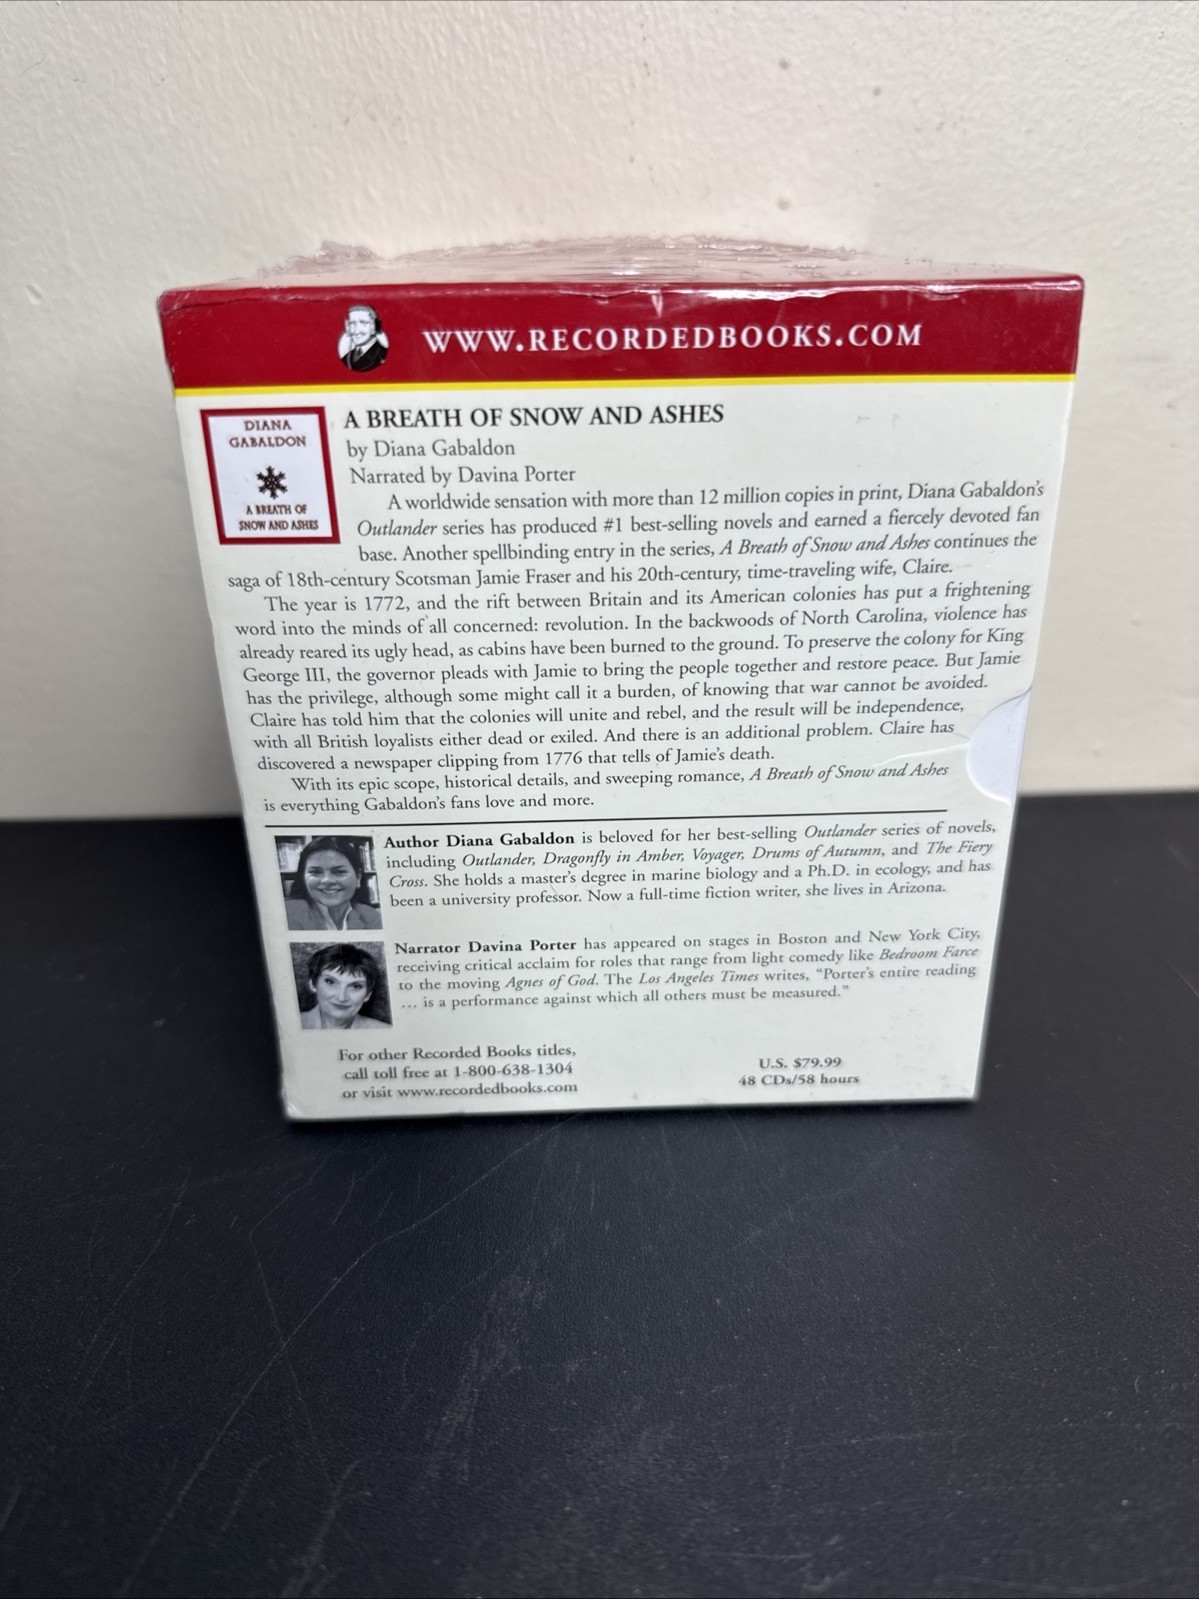 WWW.RECORDEDBOOKS.COM
DIANA
GABALDON
A BREATH OF
SNOW AND ASHES
A BREATH OF SNOW AND ASHES
by Diana Gabaldon
Narrated by Davina Porter
A worldwide sensation with more than 12 million copies in print, Diana Gabaldon's
Outlander series has produced #1 best-selling novels and earned a fiercely devoted fan
base. Another spellbinding entry in the series, A Breath of Snow and Ashes continues the
saga of 18th-century Scotsman Jamie Fraser and his 20th-century, time-traveling wife, Claire.
The year is 1772, and the rift between Britain and its American colonies has put a frightening
word into the minds of all concerned: revolution. In the backwoods of North Carolina, violence has
already reared its ugly head, as cabins have been burned to the ground. To preserve the colony for King
George III, the governor pleads with Jamie to bring the people together and restore peace. But Jamie
has the privilege, although some might call it a burden, of knowing that war cannot be avoided.
Claire has told him that the colonies will unite and rebel, and the result will be independence,
with all British loyalists either dead or exiled. And there is an additional problem. Claire has
discovered a newspaper clipping from 1776 that tells of Jamie's death.
With its epic scope, historical details, and sweeping romance, A Breath of Snow and Ashes
is everything Gabaldon's fans love and more.
Author Diana Gabaldon is beloved for her best-selling Outlander series of novels,
including Outlander, Dragonfly in Amber, Voyager, Drums of Autumn, and The Fiery
Cross. She holds a master's degree in marine biology and a Ph.D. in ecology, and has
been a university professor. Now a full-time fiction writer, she lives in Arizona.
Narrator Davina Porter has appeared on stages in Boston and New York City,
receiving critical acclaim for roles that range from light comedy like Bedroom Farce
to the moving Agnes of God. The Los Angeles Times writes, "Porter's entire reading
... is a performance against which all others must be measured."
For other Recorded Books titles,
call toll free at 1-800-638-1304
or visit www.recordedbooks.com
U.S. $79.99
48 CDs/58 hours